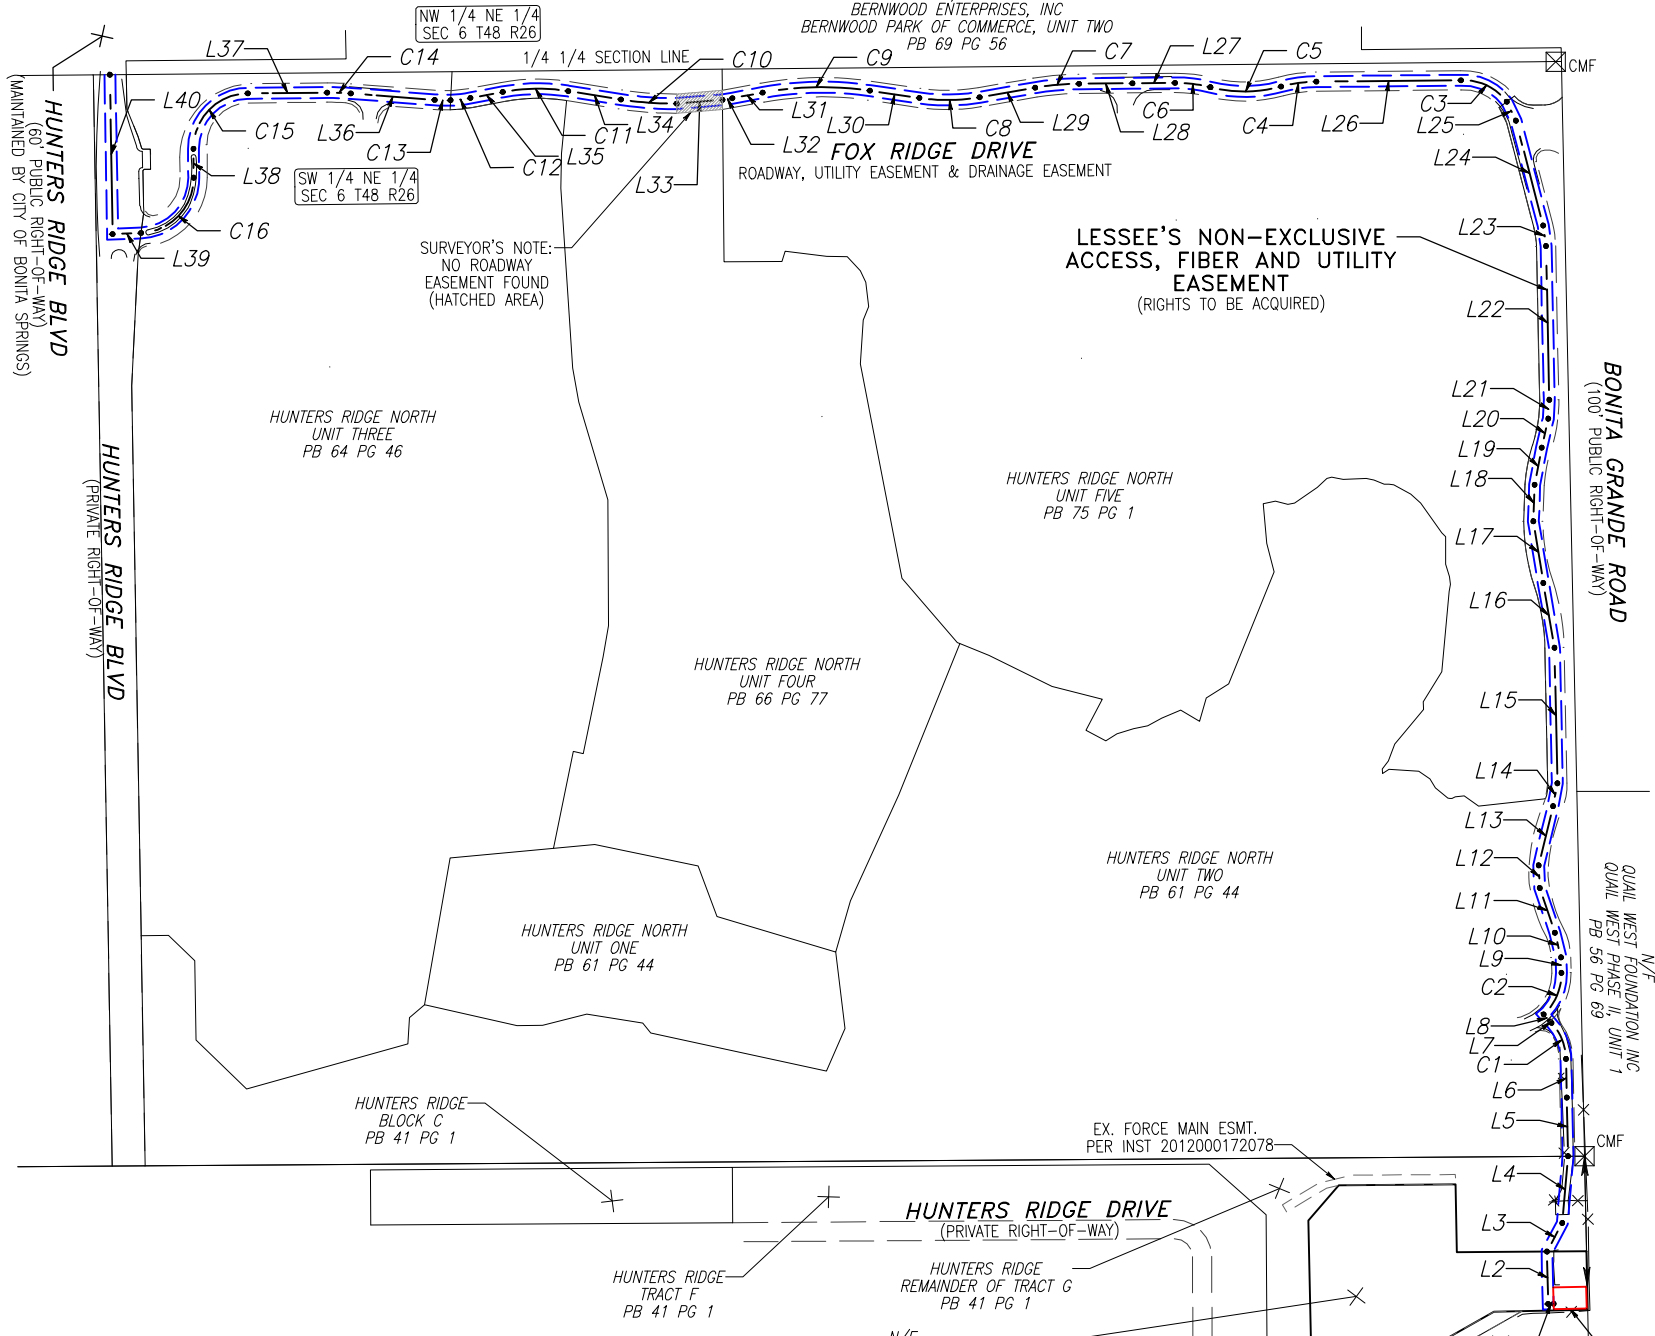 BERNWOOD ENTERPRISES, INC
BERNWOOD PARK OF COMMERCE, UNIT TWO
PB 69 PG 56
NW 1/4 NE 1/4
SEC 6 T48 R26
1/4 1/4 SECTION LINE
L37
C14
C10
C9
C7
L27
C5
CMF
L40
C15
L36
C13
C12
L35
C11
L34
L33
L32
L31
L30
C8
L29
L28
C6
C4
L26
C3
L25
L24
L38
SW 1/4 NE 1/4
SEC 6 T48 R26
C16
L39
FOX RIDGE DRIVE
ROADWAY, UTILITY EASEMENT & DRAINAGE EASEMENT
SURVEYOR'S NOTE:
NO ROADWAY
EASEMENT FOUND
(HATCHED AREA)
LESSEE'S NON-EXCLUSIVE
ACCESS, FIBER AND UTILITY
EASEMENT
(RIGHTS TO BE ACQUIRED)
HUNTERS RIDGE BLVD
(60' PUBLIC RIGHT-OF-WAY)
(MAINTAINED BY CITY OF BONITA SPRINGS)
HUNTERS RIDGE BLVD
(PRIVATE RIGHT-OF-WAY)
L23
L22
L21
L20
L19
L18
L17
L16
L15
L14
L13
L12
L11
L10
L9
C2
L8
L7
C1
L6
L5
L4
L3
L2
BONITA GRANDE ROAD
(100' PUBLIC RIGHT-OF-WAY)
N/F
QUAIL WEST FOUNDATION INC
QUAIL WEST PHASE II, UNIT 1
PB 56 PG 69
HUNTERS RIDGE NORTH
UNIT THREE
PB 64 PG 46
HUNTERS RIDGE NORTH
UNIT FIVE
PB 75 PG 1
HUNTERS RIDGE NORTH
UNIT FOUR
PB 66 PG 77
HUNTERS RIDGE NORTH
UNIT TWO
PB 61 PG 44
HUNTERS RIDGE NORTH
UNIT ONE
PB 61 PG 44
HUNTERS RIDGE
BLOCK C
PB 41 PG 1
EX. FORCE MAIN ESMT.
PER INST 2012000172078
CMF
HUNTERS RIDGE DRIVE
(PRIVATE RIGHT-OF-WAY)
HUNTERS RIDGE
TRACT F
PB 41 PG 1
HUNTERS RIDGE
REMAINDER OF TRACT G
PB 41 PG 1
N/F